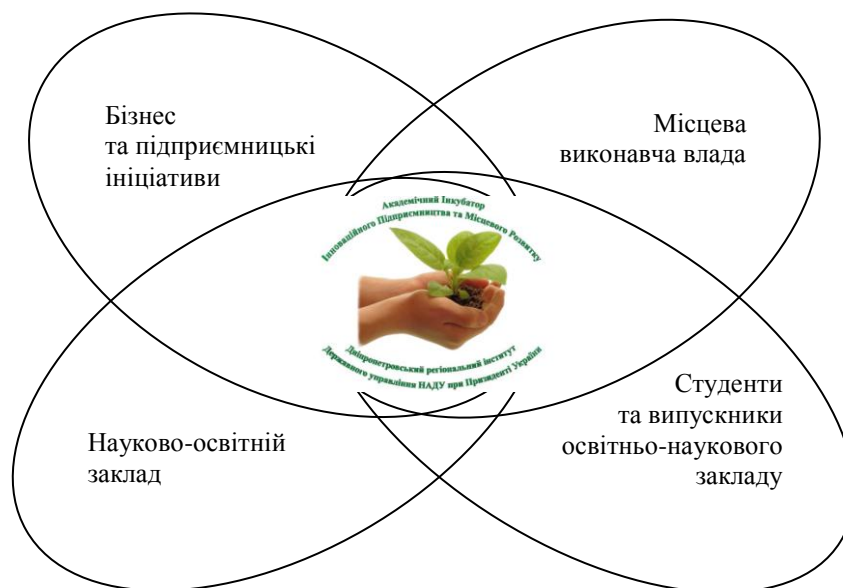 Бізнес
та підприємницькі
ініціативи
Місцева
виконавча влада
Академічний Інкубатор
Інноваційного Підприємництва та Місцевого Розвитку
Дніпропетровський регіональний інститут
Державного управління НАДУ при Президенті України
Науково-освітній
заклад
Студенти
та випускники
освітньо-наукового
закладу